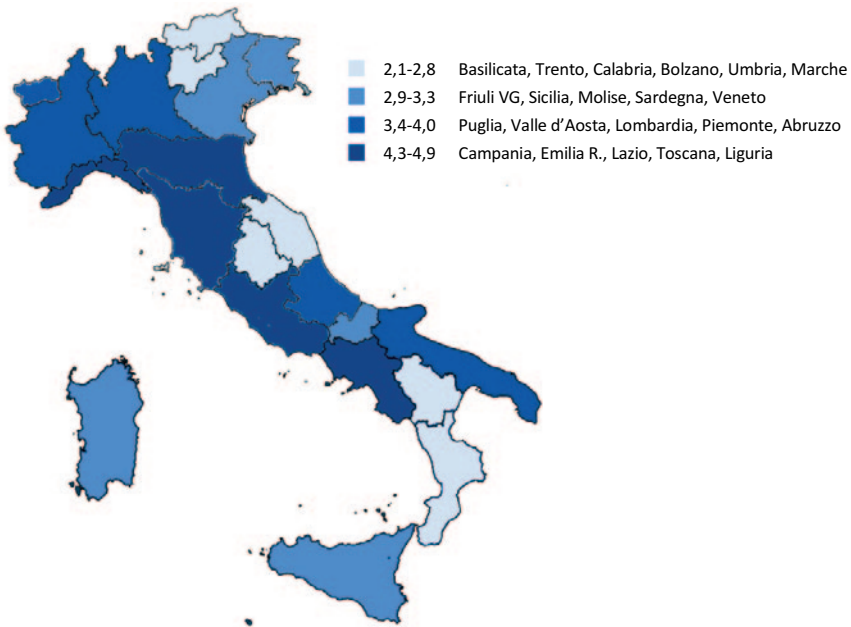 2,1-2,8 Basilicata, Trento, Calabria, Bolzano, Umbria, Marche
2,9-3,3 Friuli VG, Sicilia, Molise, Sardegna, Veneto
3,4-4,0 Puglia, Valle d’Aosta, Lombardia, Piemonte, Abruzzo
4,3-4,9 Campania, Emilia R., Lazio, Toscana, Liguria